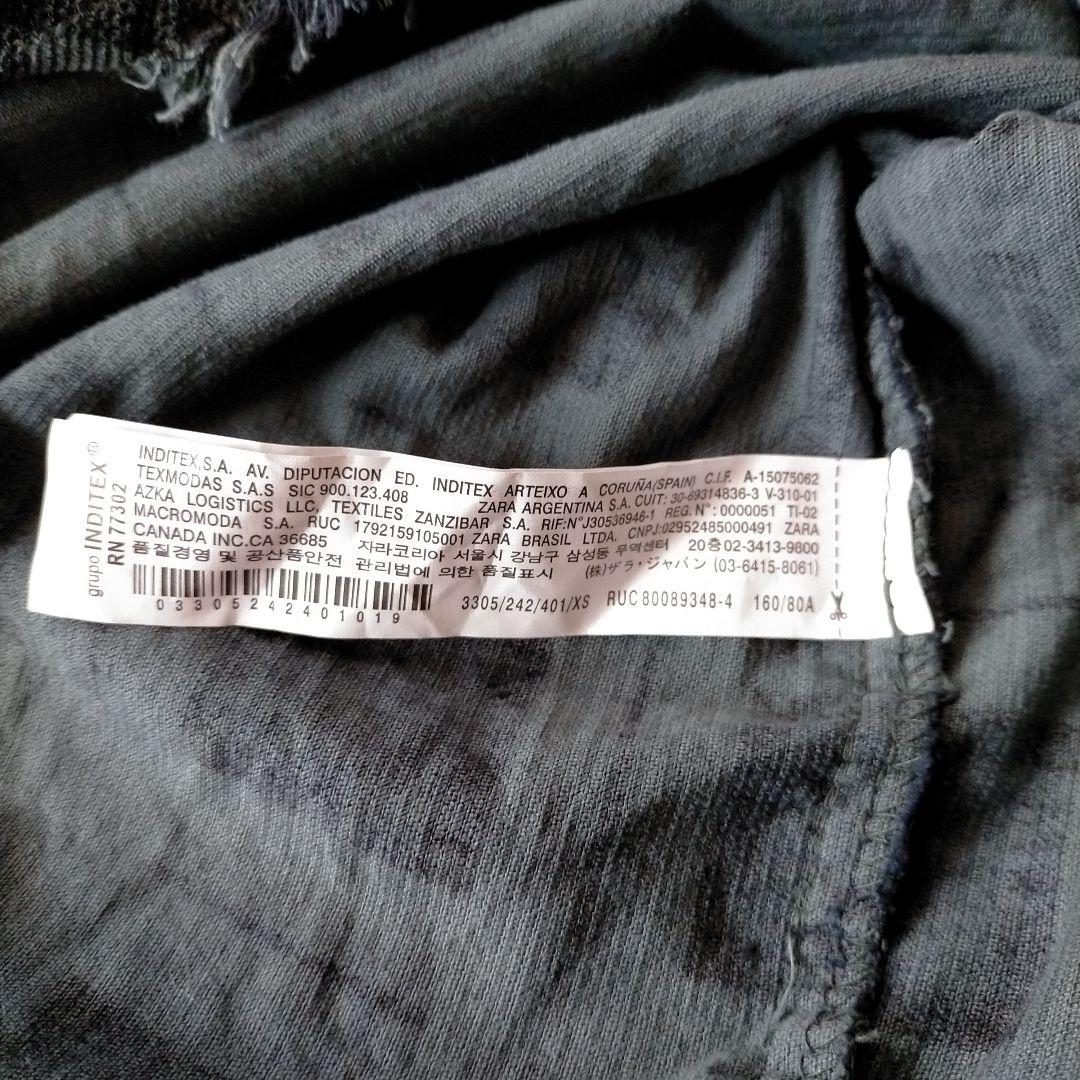 grupo INDITEX®
RN 77302
INDITEX,S.A. AV. DIPUTACION ED. INDITEX ARTEIXO A CORUÑA(SPAIN) C.I.F. A-15075062
TEXMODAS S.A.S SIC 900.123.408 ZARA ARGENTINA S.A. CUIT: 30-69314836-3 V-310-01
AZKA LOGISTICS LLC, TEXTILES ZANZIBAR S.A. RIF:N°J30536946-1 REG. N°: 0000051 TI-02
MACROMODA S.A. RUC 1792159105001 ZARA BRASIL LTDA. CNPJ:0Z952485000491 ZARA
CANADA INC.CA 36685 자라코리아 서울시 강남구 삼성동 무역센터 20층02-3413-9800
품질경영 및 공산품안전 관리법에 의한 품질표시 (株)ザラ・ジャパン (03-6415-8061)
03305242401019 3305/242/401/XS RUC 80089348-4 160/80A